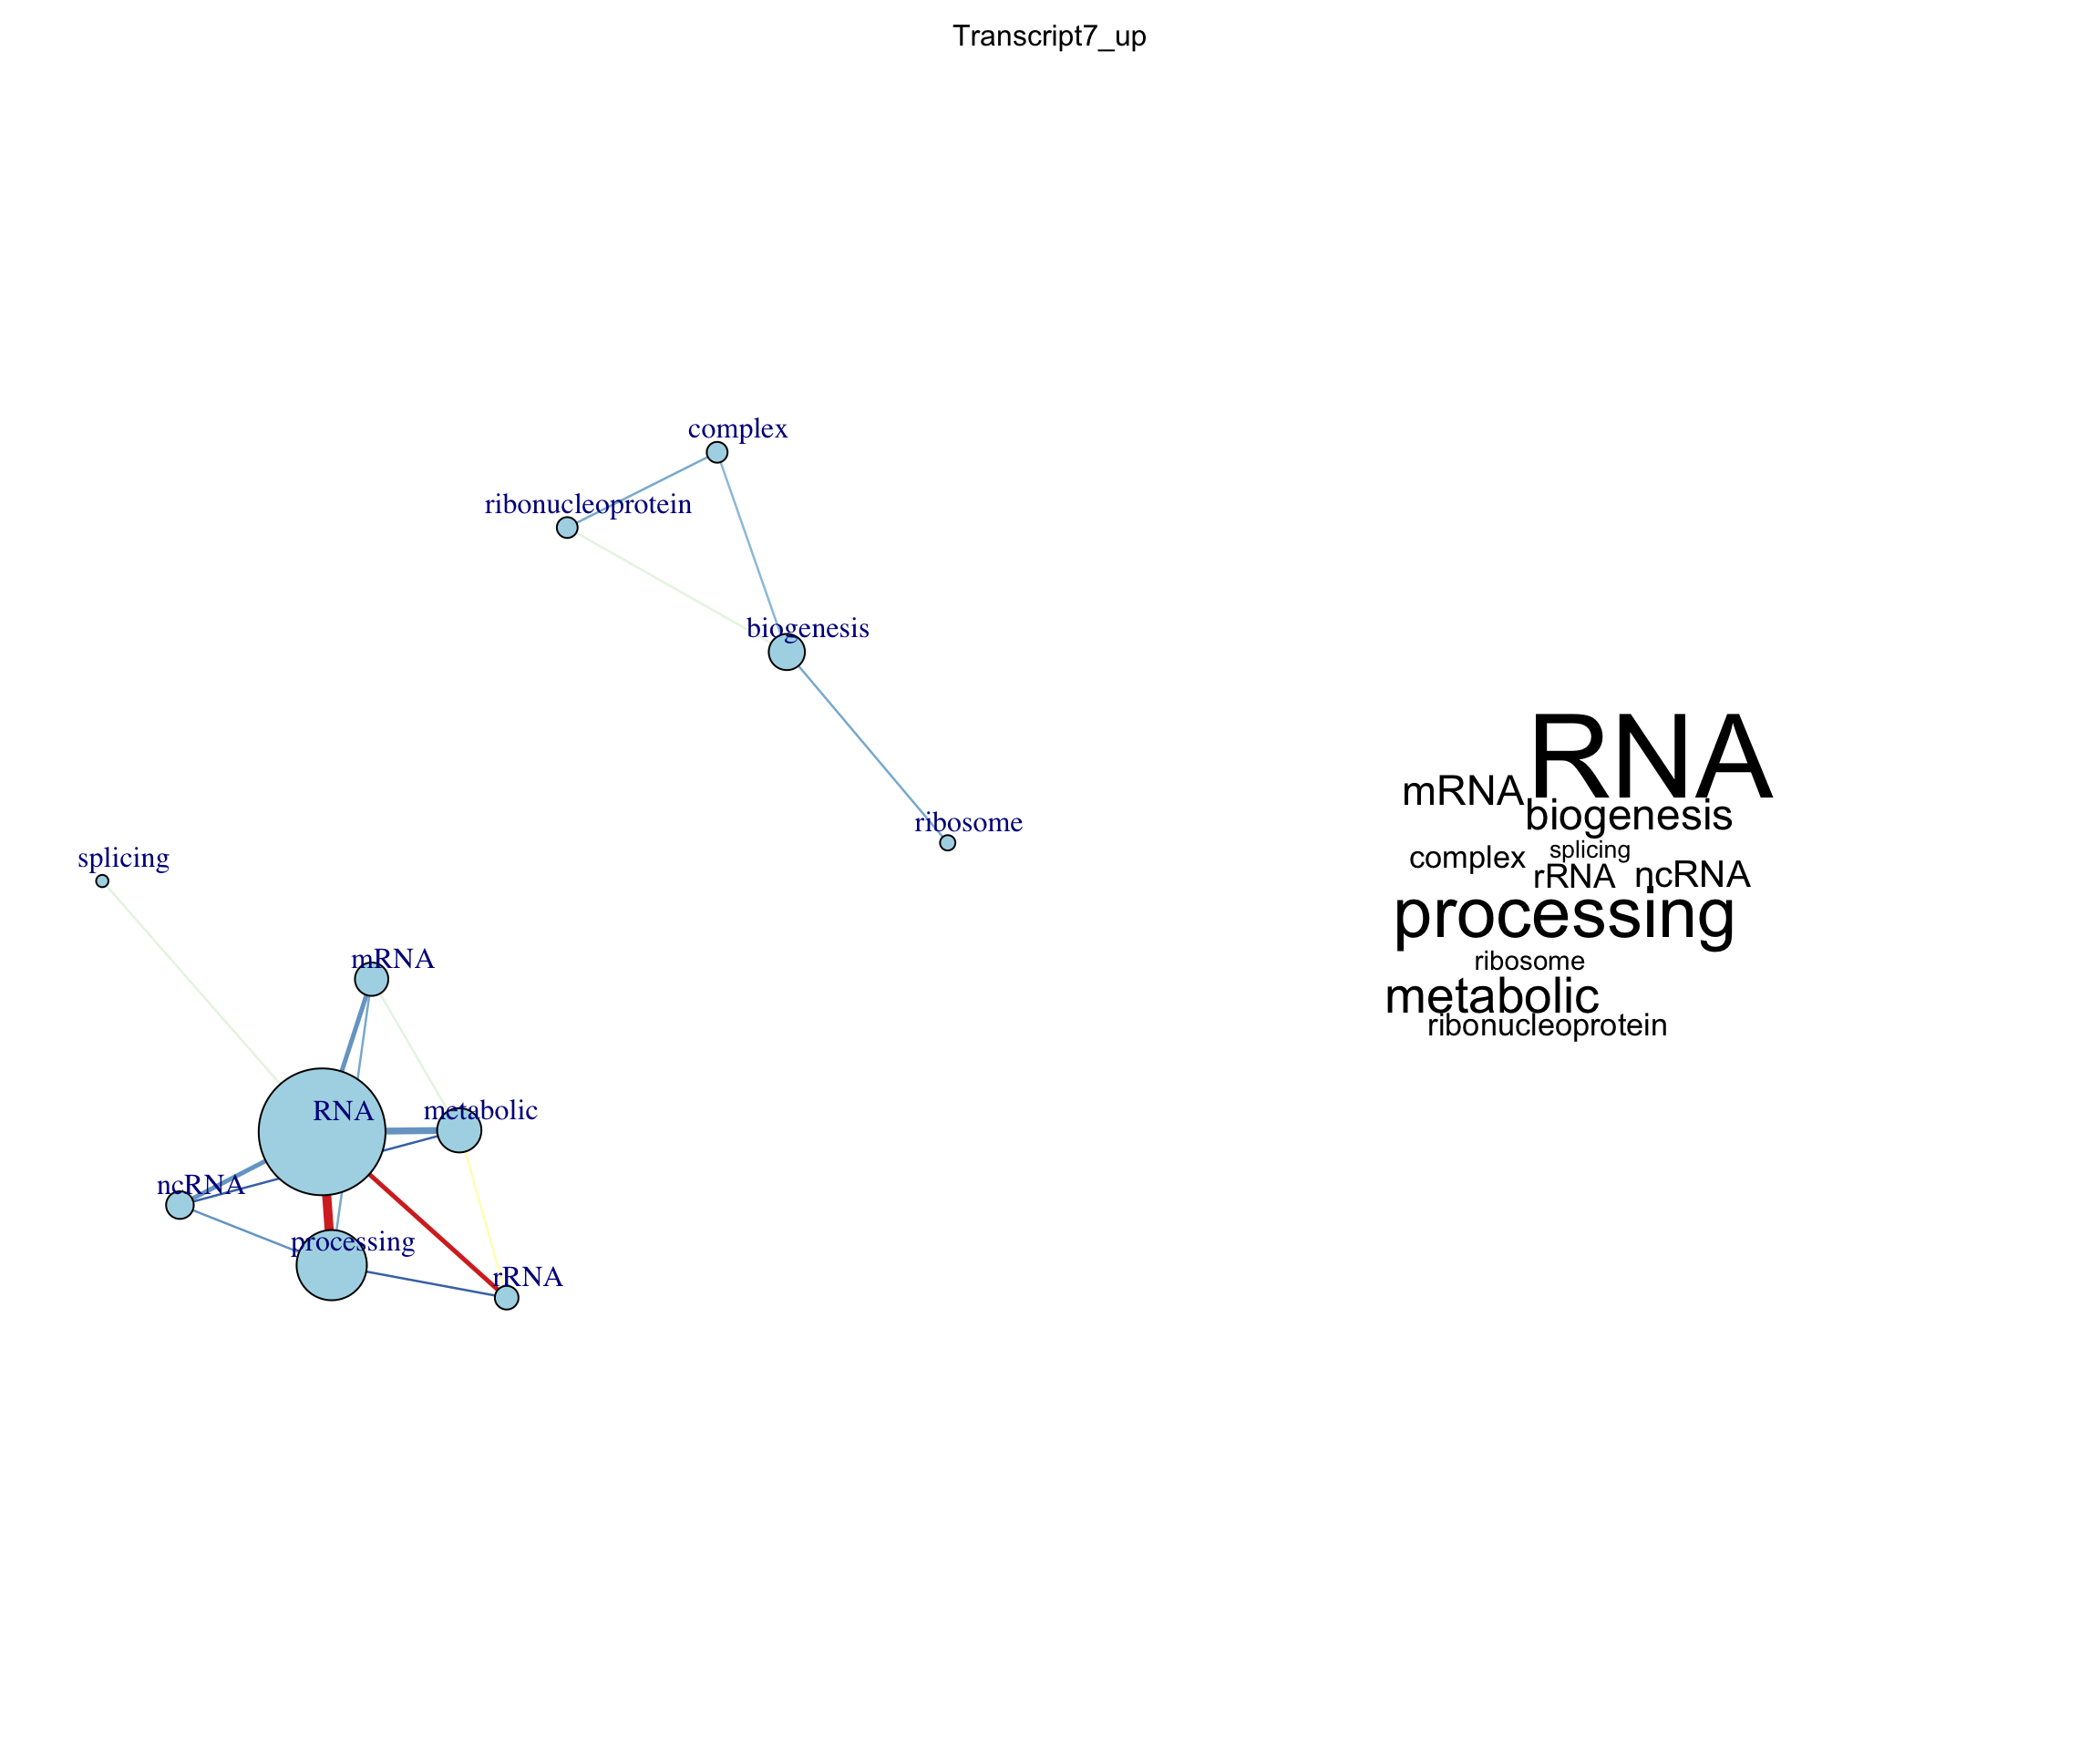 Transcript7_up
complex
ribonucleoprotein
biogenesis
ribosome
splicing
mRNA
RNA
metabolic
ncRNA
processing
rRNA
RNA
mRNA
biogenesis
splicing
complex
rRNA ncRNA
processing
ribosome
metabolic
ribonucleoprotein